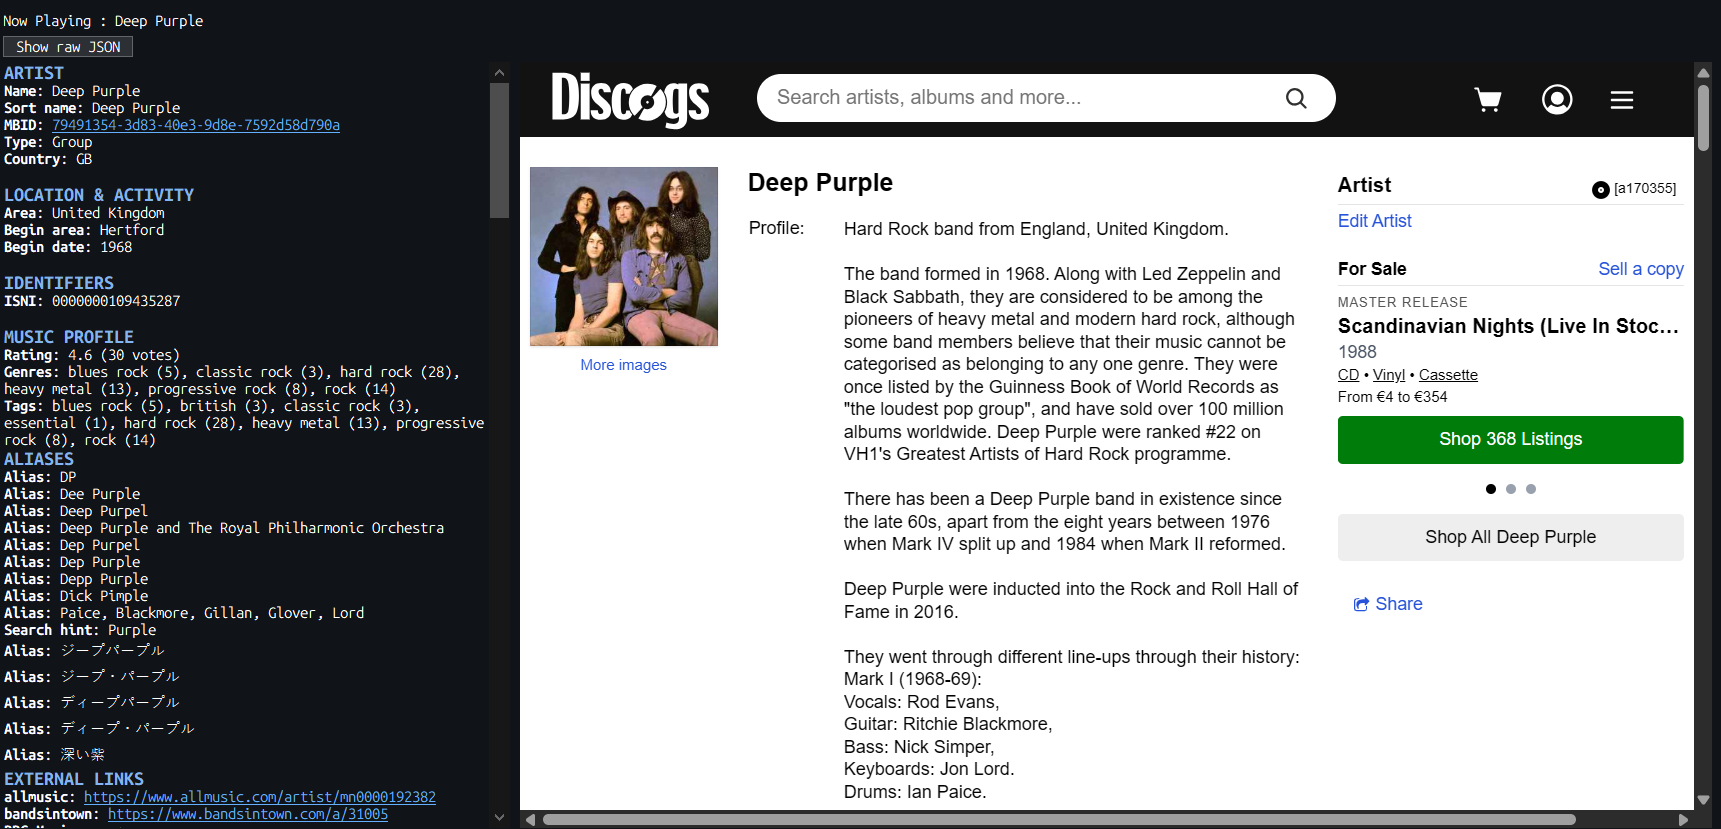 Now Playing : Deep Purple
Show raw JSON
ARTIST
Name: Deep Purple
Sort name: Deep Purple
MBID: 79491354-3d83-40e3-9d8e-7592d58d790a
Type: Group
Country: GB
LOCATION & ACTIVITY
Area: United Kingdom
Begin area: Hertford
Begin date: 1968
IDENTIFIERS
ISNI: 0000000109435287
MUSIC PROFILE
Rating: 4.6 (30 votes)
Genres: blues rock (5), classic rock (3), hard rock (28),
heavy metal (13), progressive rock (8), rock (14)
Tags: blues rock (5), british (3), classic rock (3),
essential (1), hard rock (28), heavy metal (13), progressive
rock (8), rock (14)
ALIASES
Alias: DP
Alias: Dee Purple
Alias: Deep Purpel
Alias: Deep Purple and The Royal Philharmonic Orchestra
Alias: Dep Purpel
Alias: Dep Purple
Alias: Depp Purple
Alias: Dick Pimple
Alias: Paice, Blackmore, Gillan, Glover, Lord
Search hint: Purple
Alias: ジープパープル
Alias: ジープ・パープル
Alias: ディープパープル
Alias: ディープ・パープル
Alias: 深い紫
EXTERNAL LINKS
allmusic: https://www.allmusic.com/artist/mn0000192382
bandsintown: https://www.bandsintown.com/a/31005
Discogs
Search artists, albums and more...
More images
Deep Purple
Profile:
Hard Rock band from England, United Kingdom.
The band formed in 1968. Along with Led Zeppelin and
Black Sabbath, they are considered to be among the
pioneers of heavy metal and modern hard rock, although
some band members believe that their music cannot be
categorised as belonging to any one genre. They were
once listed by the Guinness Book of World Records as
"the loudest pop group", and have sold over 100 million
albums worldwide. Deep Purple were ranked #22 on
VH1's Greatest Artists of Hard Rock programme.
There has been a Deep Purple band in existence since
the late 60s, apart from the eight years between 1976
when Mark IV split up and 1984 when Mark II reformed.
Deep Purple were inducted into the Rock and Roll Hall of
Fame in 2016.
They went through different line-ups through their history:
Mark I (1968-69):
Vocals: Rod Evans,
Guitar: Ritchie Blackmore,
Bass: Nick Simper,
Keyboards: Jon Lord.
Drums: Ian Paice.
Artist
[a170355]
Edit Artist
For Sale
Sell a copy
MASTER RELEASE
Scandinavian Nights (Live In Stoc...
1988
CD • Vinyl • Cassette
From €4 to €354
Shop 368 Listings
Shop All Deep Purple
Share